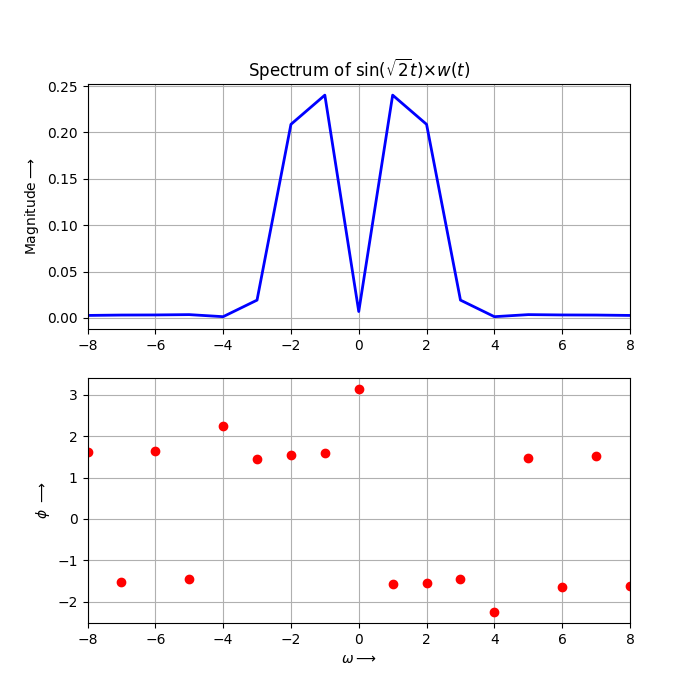 Spectrum of sin(√2t)×w(t)
0.25
0.20
0.15
0.10
0.05
0.00
Magnitude ⟶
−8 −6 −4 −2 0 2 4 6 8
3
2
1
0
−1
−2
ϕ ⟶
−8 −6 −4 −2 0 2 4 6 8
ω ⟶